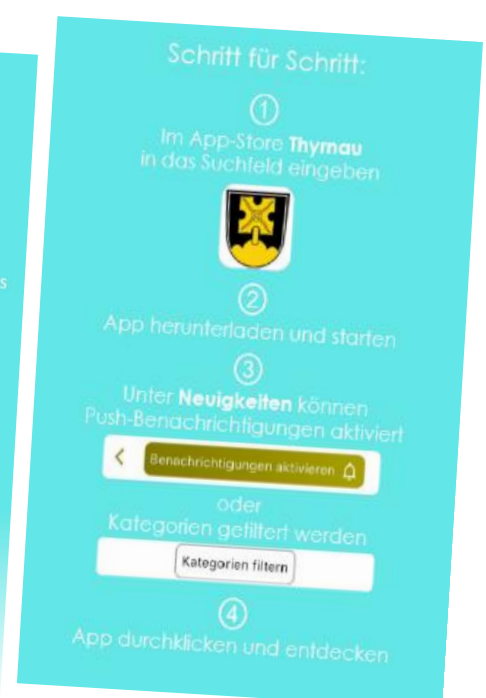 Schritt für Schritt:
1
Im App-Store Thyrnau
in das Suchfeld eingeben
2
App herunterladen und starten
3
Unter Neuigkeiten können
Push-Benachrichtigungen aktiviert
Benachrichtigungen aktivieren
oder
Kategorien gefiltert werden
Kategorien filtern
4
App durchklicken und entdecken
s